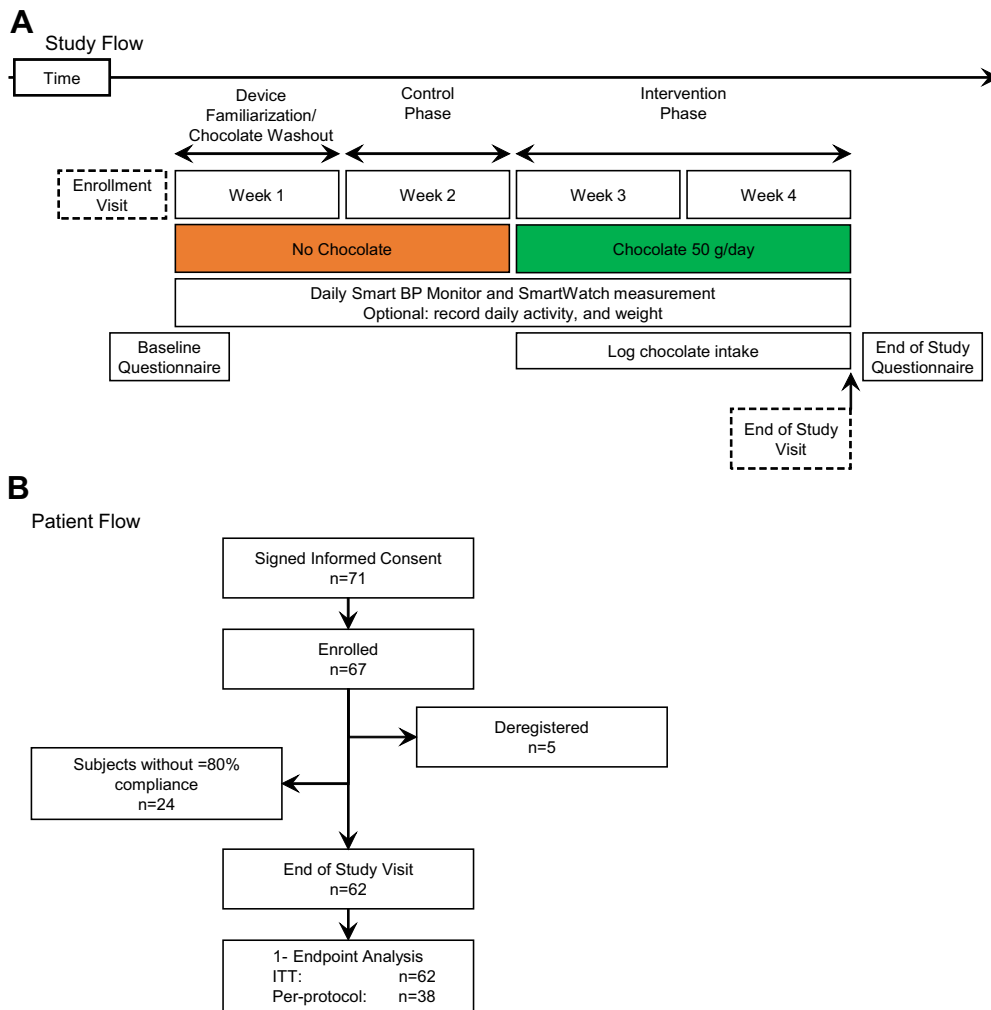 A
Study Flow
Time
Device
Familiarization/
Chocolate Washout
Control
Phase
Intervention
Phase
Enrollment
Visit
Week 1
Week 2
Week 3
Week 4
No Chocolate
Chocolate 50 g/day
Daily Smart BP Monitor and SmartWatch measurement
Optional: record daily activity, and weight
Baseline
Questionnaire
Log chocolate intake
End of Study
Questionnaire
End of Study
Visit
B
Patient Flow
Signed Informed Consent
n=71
Enrolled
n=67
Deregistered
n=5
Subjects without =80%
compliance
n=24
End of Study Visit
n=62
1- Endpoint Analysis
ITT: n=62
Per-protocol: n=38